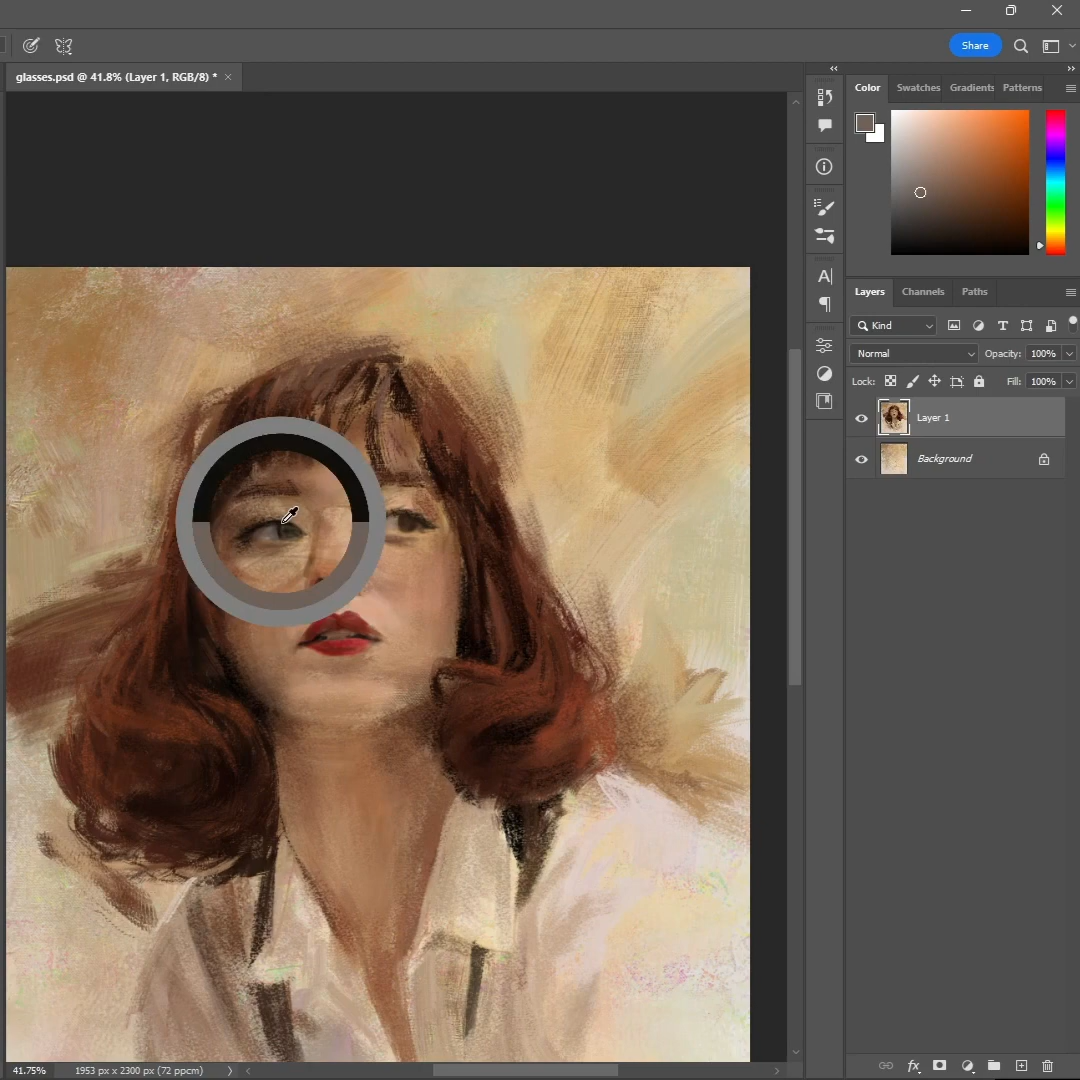 Share
glasses.psd @ 41.8% (Layer 1, RGB/8) *
Color Swatches Gradients Patterns
Layers Channels Paths
Kind
Normal Opacity: 100%
Lock: Fill: 100%
Layer 1
Background
41.75% 1953 px x 2300 px (72 ppcm)